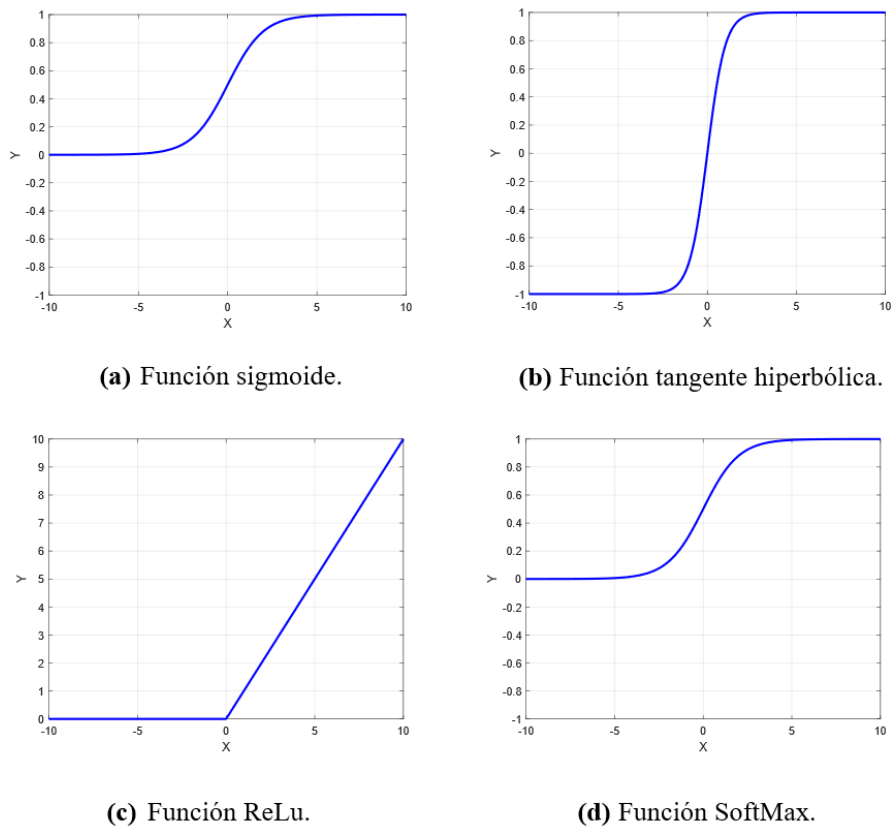 1
0.8
0.6
0.4
0.2
0
-0.2
-0.4
-0.6
-0.8
-1
Y
-10 -5 0 5 10
X
(a) Función sigmoide.
1
0.8
0.6
0.4
0.2
0
-0.2
-0.4
-0.6
-0.8
-1
Y
-10 -5 0 5 10
X
(b) Función tangente hiperbólica.
10
9
8
7
6
5
4
3
2
1
0
Y
-10 -5 0 5 10
X
(c) Función ReLu.
1
0.8
0.6
0.4
0.2
0
-0.2
-0.4
-0.6
-0.8
-1
Y
-10 -5 0 5 10
X
(d) Función SoftMax.